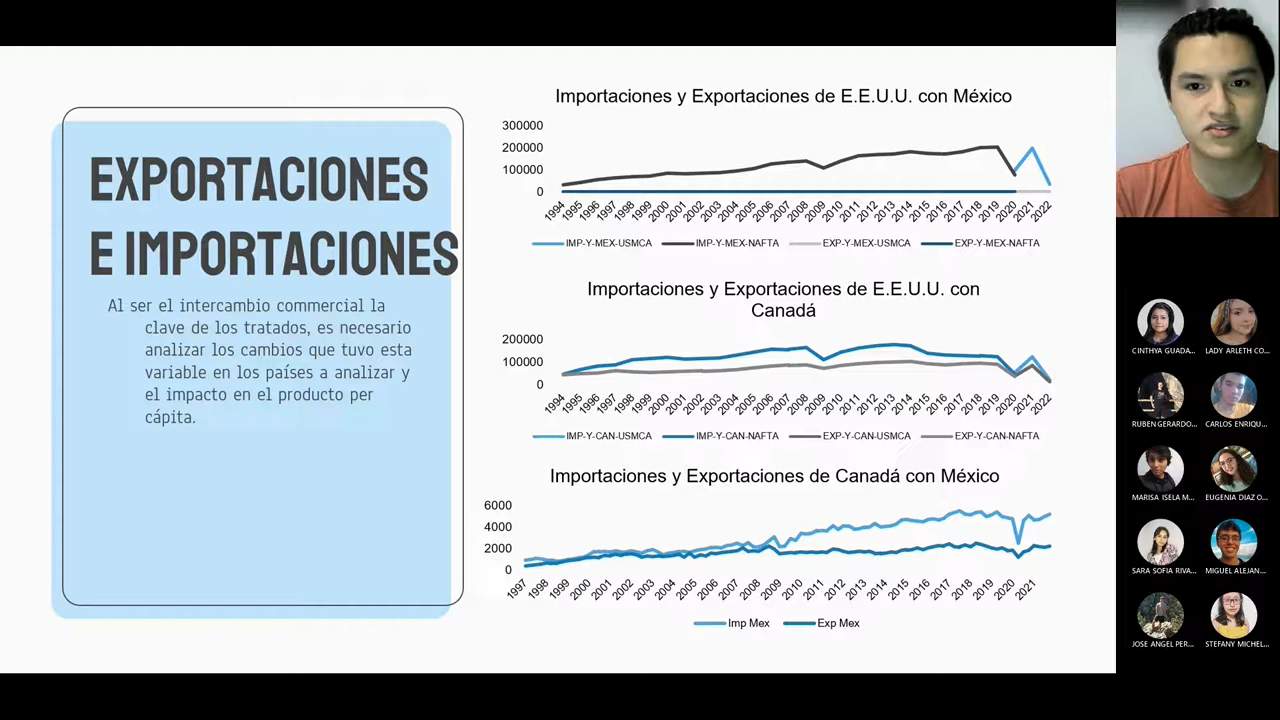 EXPORTACIONES
E IMPORTACIONES
Al ser el intercambio commercial la
clave de los tratados, es necesario
analizar los cambios que tuvo esta
variable en los países a analizar y
el impacto en el producto per
cápita.
Importaciones y Exportaciones de E.E.U.U. con México
300000
200000
100000
0
1994 1995 1996 1997 1998 1999 2000 2001 2002 2003 2004 2005 2006 2007 2008 2009 2010 2011 2012 2013 2014 2015 2016 2017 2018 2019 2020 2021 2022
IMP-Y-MEX-USMCA IMP-Y-MEX-NAFTA EXP-Y-MEX-USMCA EXP-Y-MEX-NAFTA
Importaciones y Exportaciones de E.E.U.U. con
Canadá
200000
100000
0
1994 1995 1996 1997 1998 1999 2000 2001 2002 2003 2004 2005 2006 2007 2008 2009 2010 2011 2012 2013 2014 2015 2016 2017 2018 2019 2020 2021 2022
IMP-Y-CAN-USMCA IMP-Y-CAN-NAFTA EXP-Y-CAN-USMCA EXP-Y-CAN-NAFTA
Importaciones y Exportaciones de Canadá con México
6000
4000
2000
0
1997 1998 1999 2000 2001 2002 2003 2004 2005 2006 2007 2008 2009 2010 2011 2012 2013 2014 2015 2016 2017 2018 2019 2020 2021
Imp Mex Exp Mex
CINTHYA GUADA... LADY ARLETH CO...
RUBEN GERARDO... CARLOS ENRIQU...
MARISA ISELA M... EUGENIA DIAZ O...
SARA SOFIA RIVA... MIGUEL ALEJAN...
JOSE ANGEL PER... STEFANY MICHEL...